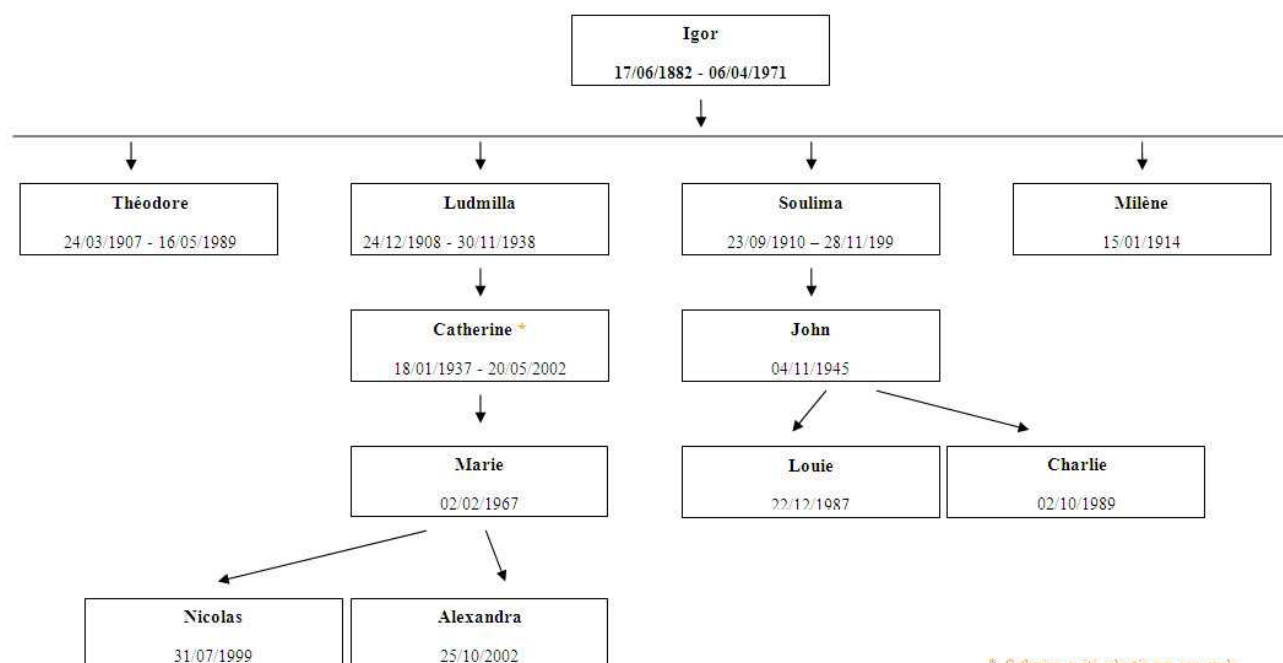 Igor
17/06/1882 - 06/04/1971
Théodore
24/03/1907 - 16/05/1989
Ludmilla
24/12/1908 - 30/11/1938
Soulima
23/09/1910 – 28/11/199
Milène
15/01/1914
Catherine *
18/01/1937 - 20/05/2002
John
04/11/1945
Marie
02/02/1967
Louie
22/12/1987
Charlie
02/10/1989
Nicolas
31/07/1999
Alexandra
25/10/2002